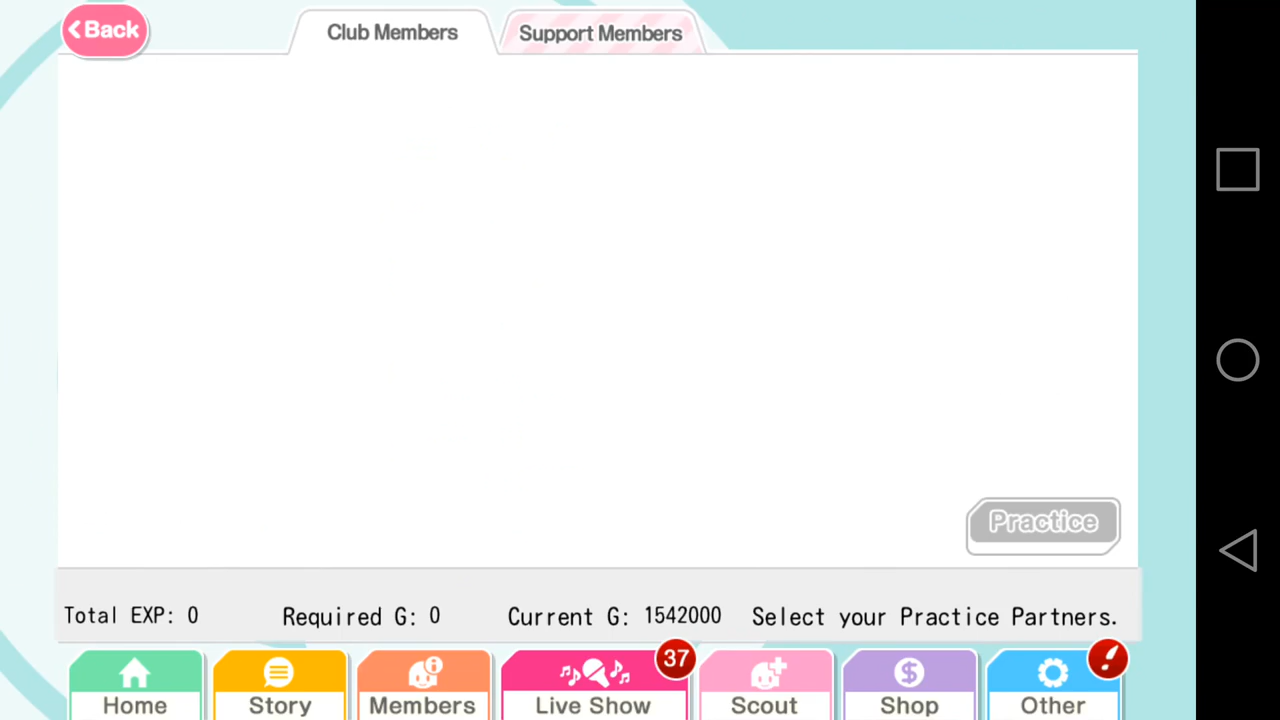 Back
Club Members
Support Members
Practice
Total EXP: 0
Required G: 0
Current G: 1542000
Select your Practice Partners.
37
Home
Story
Members
Live Show
Scout
Shop
Other